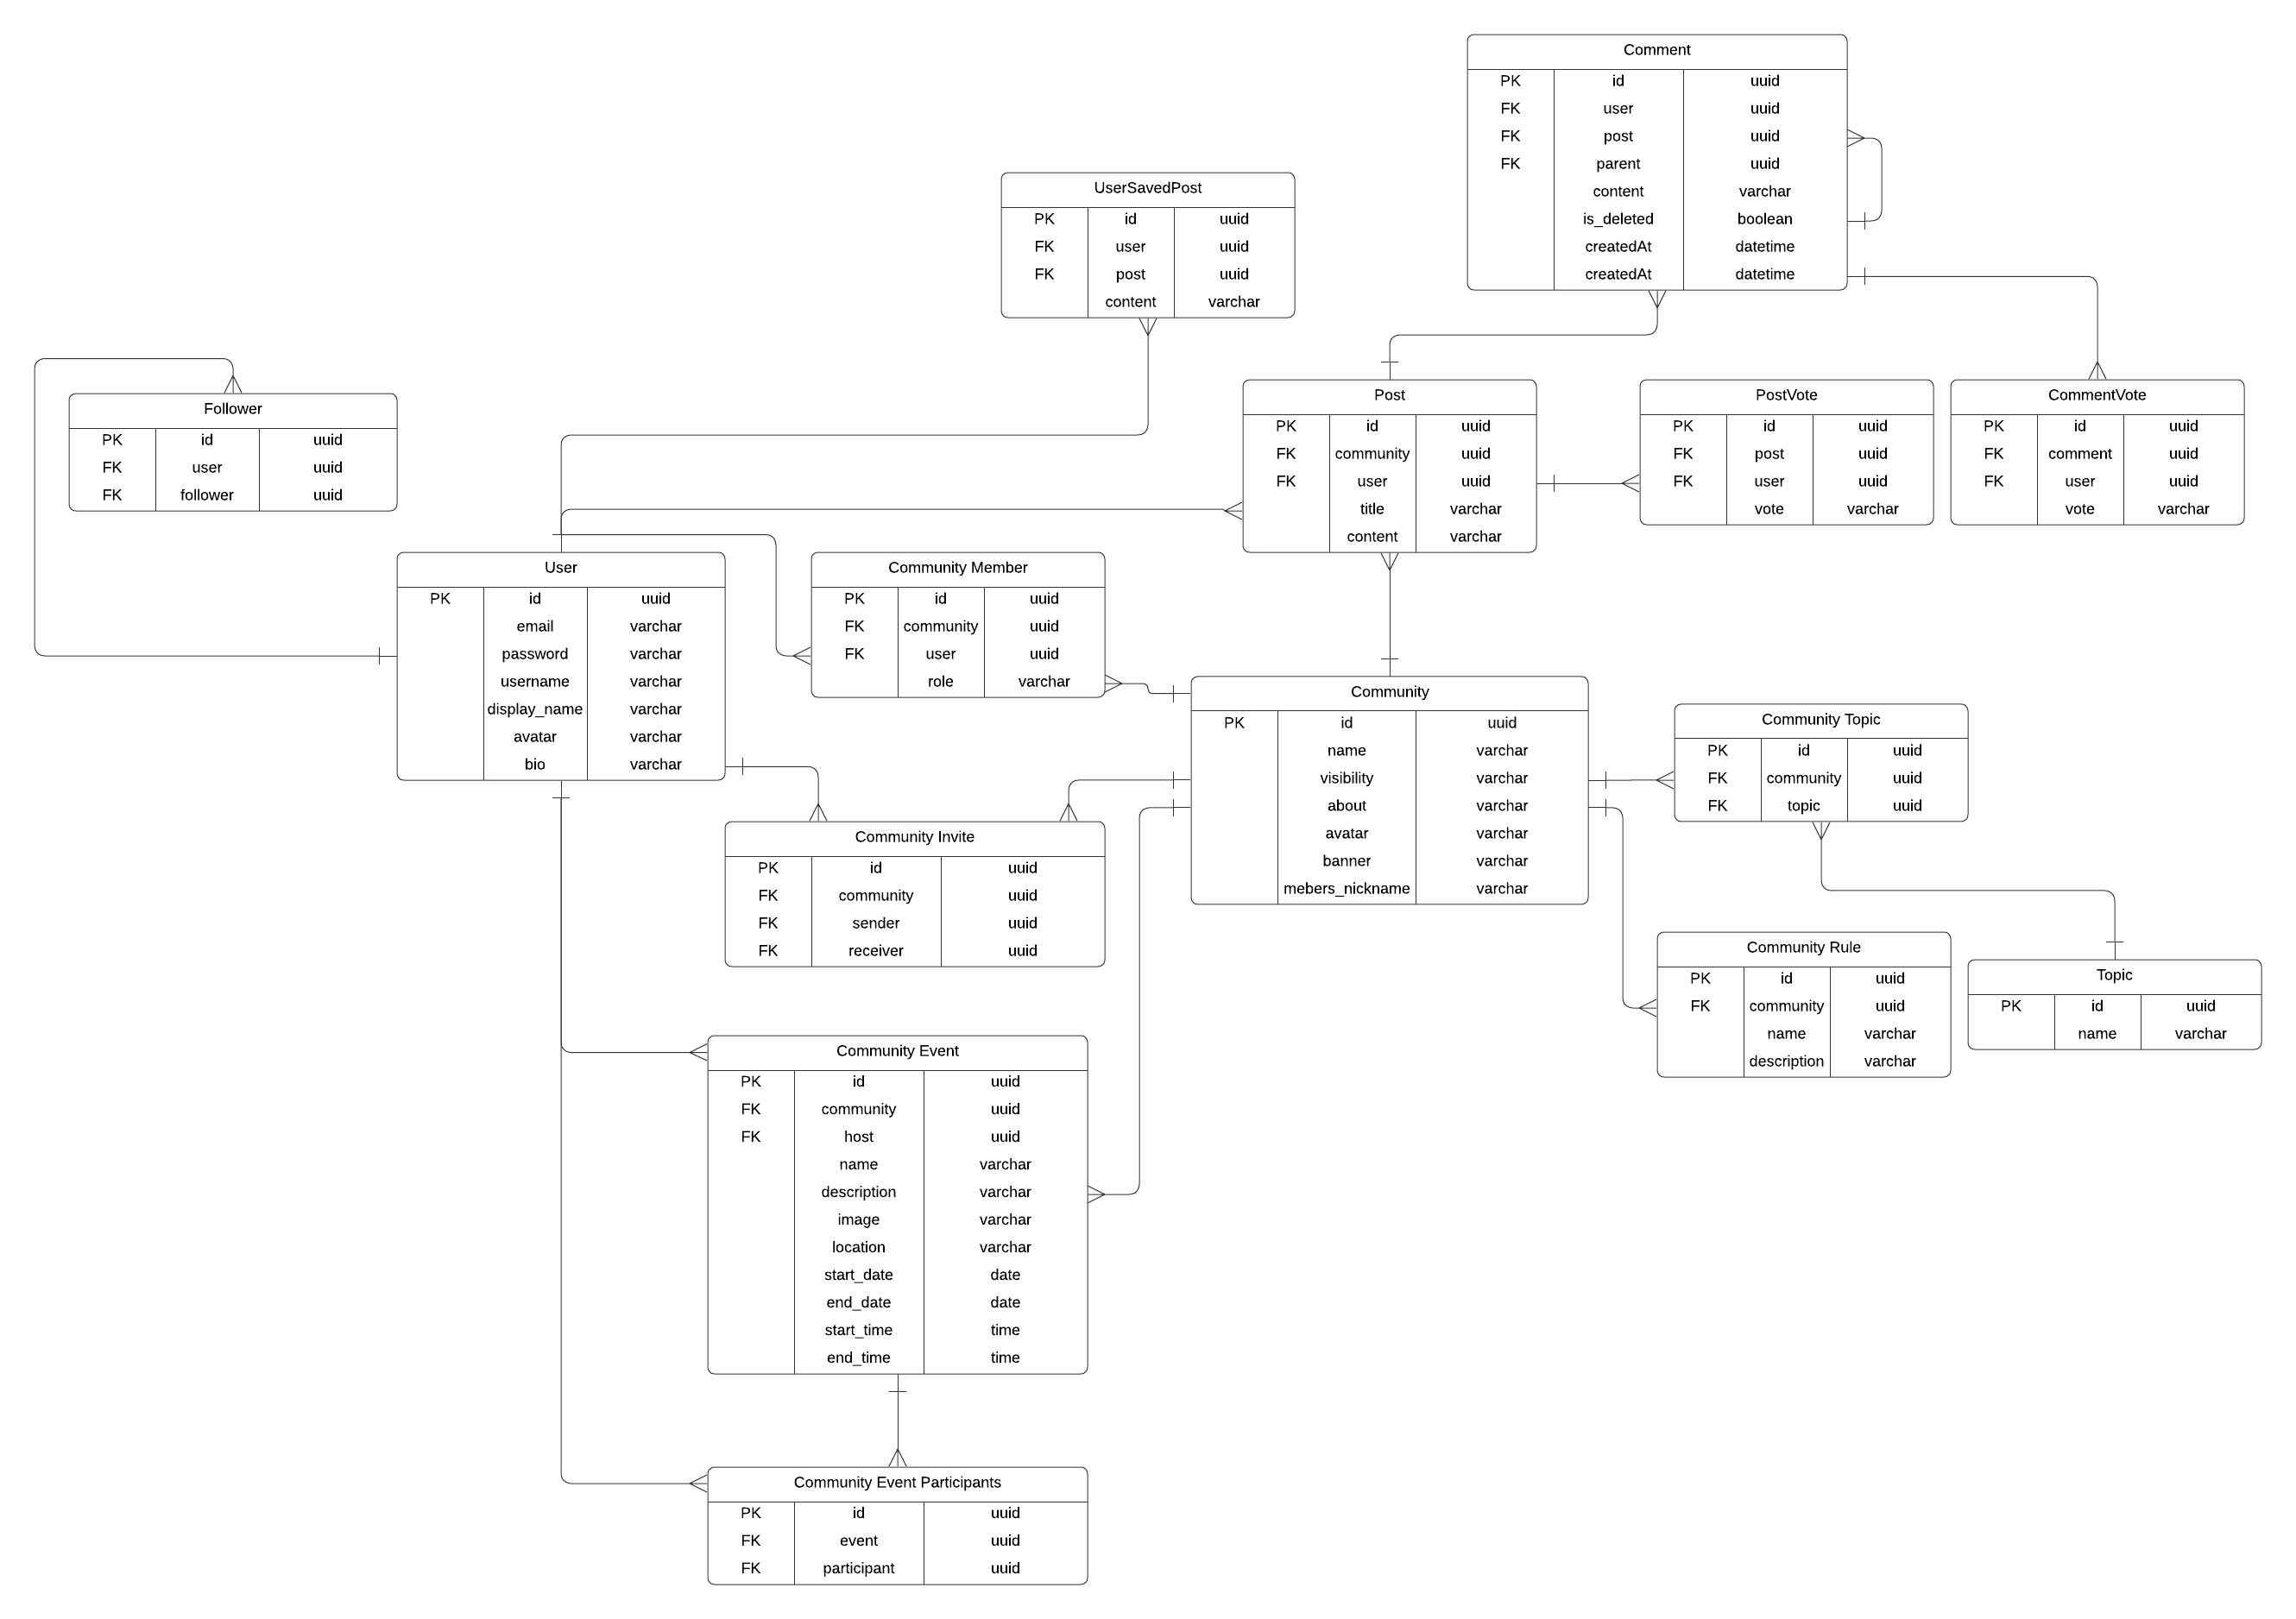 Comment
PK id uuid
FK user uuid
FK post uuid
FK parent uuid
content varchar
is_deleted boolean
createdAt datetime
createdAt datetime
UserSavedPost
PK id uuid
FK user uuid
FK post uuid
content varchar
Follower
PK id uuid
FK user uuid
FK follower uuid
Post
PK id uuid
FK community uuid
FK user uuid
title varchar
content varchar
PostVote
PK id uuid
FK post uuid
FK user uuid
vote varchar
CommentVote
PK id uuid
FK comment uuid
FK user uuid
vote varchar
User
PK id uuid
email varchar
password varchar
username varchar
display_name varchar
avatar varchar
bio varchar
Community Member
PK id uuid
FK community uuid
FK user uuid
role varchar
Community
PK id uuid
name varchar
visibility varchar
about varchar
avatar varchar
banner varchar
mebers_nickname varchar
Community Topic
PK id uuid
FK community uuid
FK topic uuid
Community Invite
PK id uuid
FK community uuid
FK sender uuid
FK receiver uuid
Community Rule
PK id uuid
FK community uuid
name varchar
description varchar
Topic
PK id uuid
name varchar
Community Event
PK id uuid
FK community uuid
FK host uuid
name varchar
description varchar
image varchar
location varchar
start_date date
end_date date
start_time time
end_time time
Community Event Participants
PK id uuid
FK event uuid
FK participant uuid